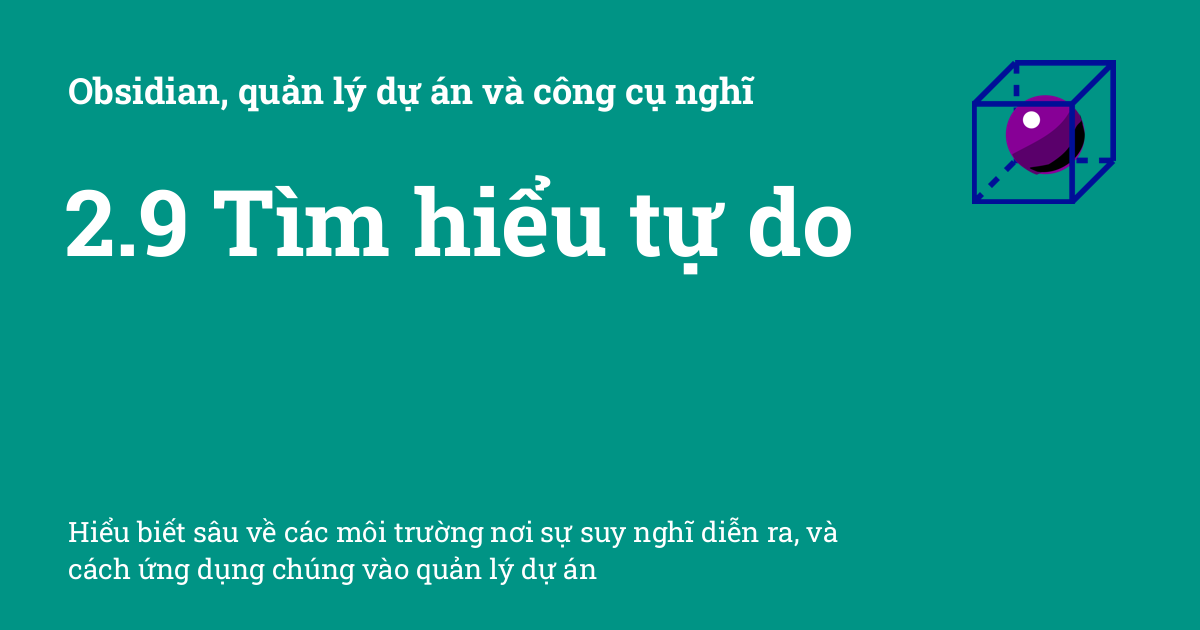 Obsidian, quản lý dự án và công cụ nghĩ
2.9 Tìm hiểu tự do
Hiểu biết sâu về các môi trường nơi sự suy nghĩ diễn ra, và
cách ứng dụng chúng vào quản lý dự án